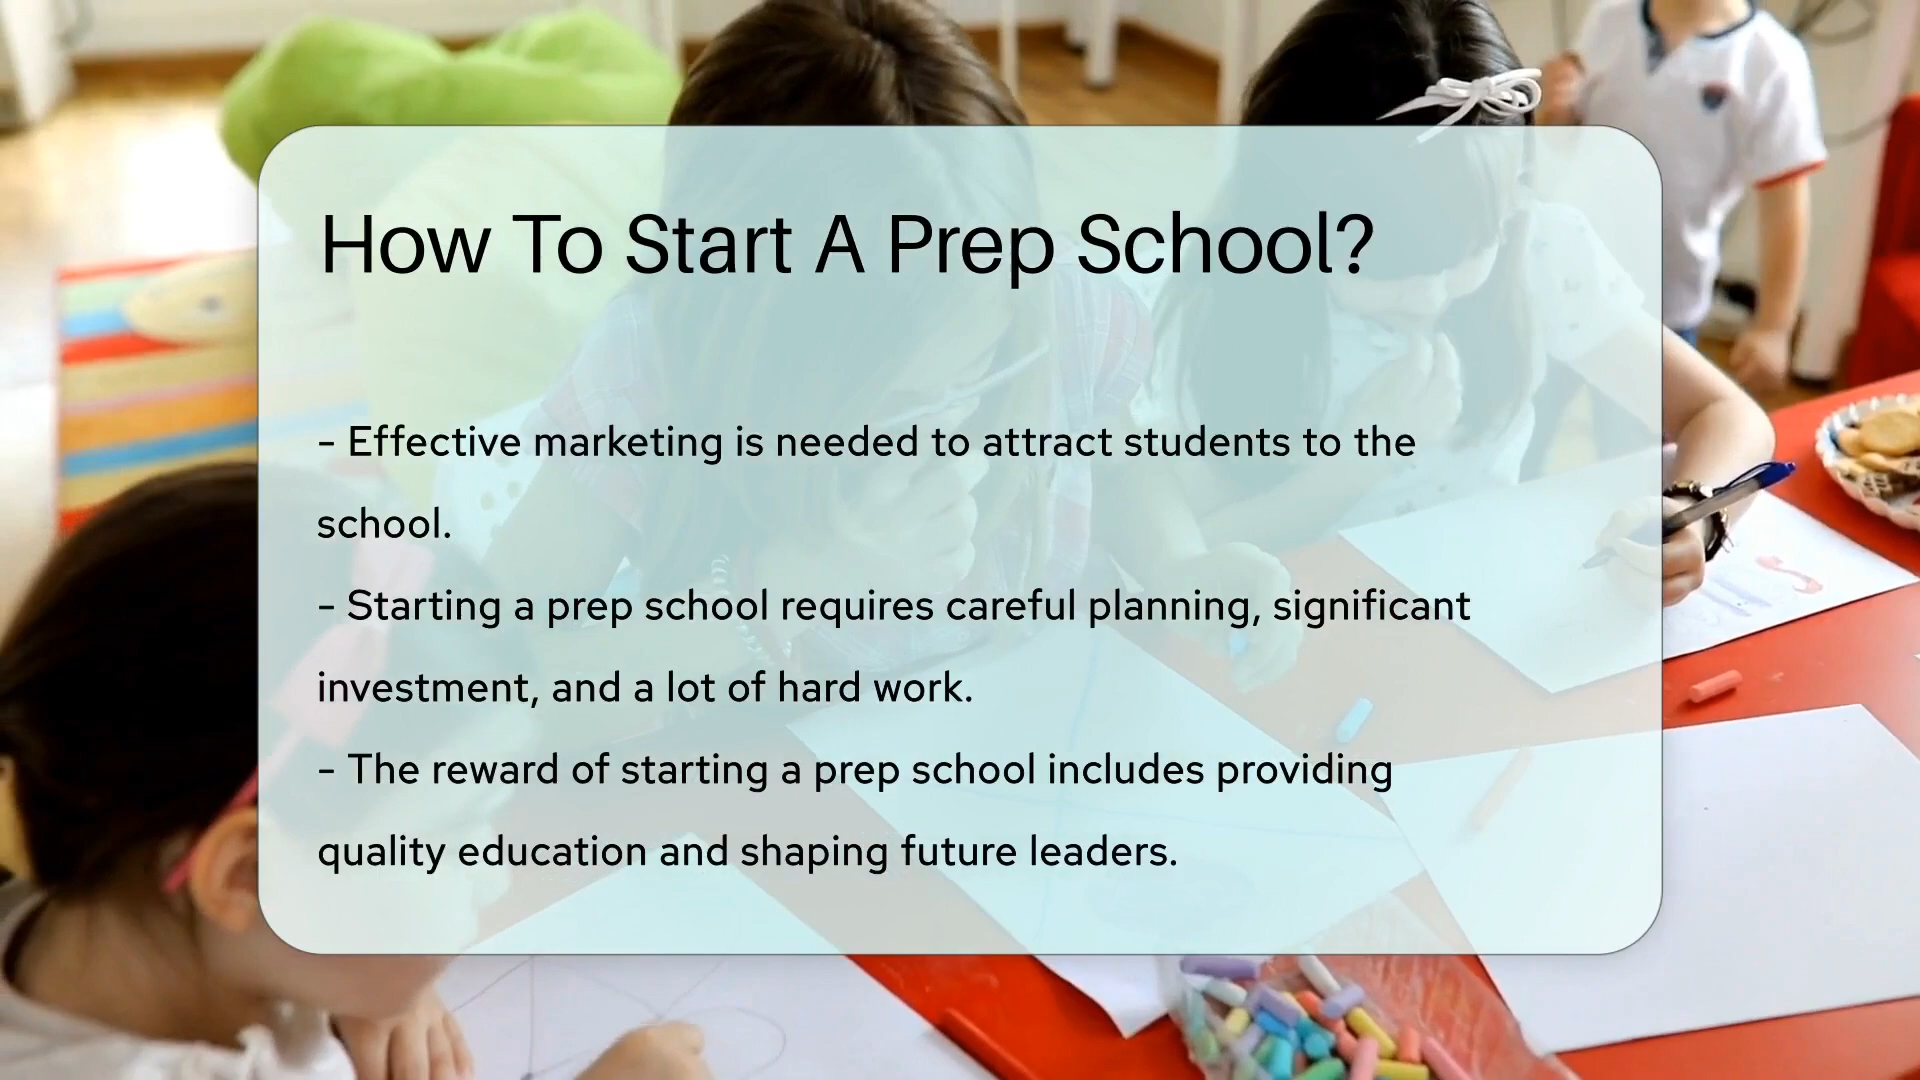 How To Start A Prep School?
- Effective marketing is needed to attract students to the
school.
- Starting a prep school requires careful planning, significant
investment, and a lot of hard work.
- The reward of starting a prep school includes providing
quality education and shaping future leaders.